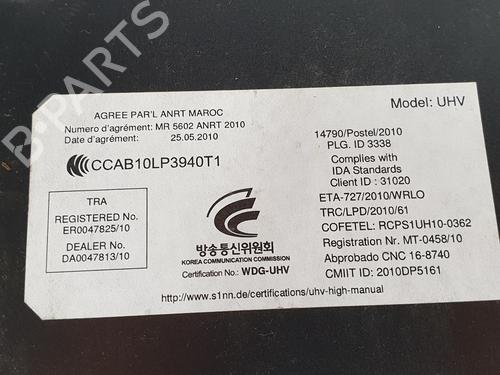 B-PARTS
AGREE PAR'L ANRT MAROC
Numero d'agrément: MR 5602 ANRT 2010
Date d'agrément: 25.05.2010
CCAB10LP3940T1
TRA
REGISTERED No.
ER0047825/10
DEALER No.
DA0047813/10
방송통신위원회
KOREA COMMUNICATION COMMISSION
Certification No.: WDG-UHV
Model: UHV
14790/Postel/2010
PLG. ID 3338
Complies with
IDA Standards
Client ID : 31020
ETA-727/2010/WRLO
TRC/LPD/2010/61
COFETEL: RCPS1UH10-0362
Registration Nr. MT-0458/10
Abprobado CNC 16-8740
CMIIT ID: 2010DP5161
http://www.s1nn.de/certifications/uhv-high-manual